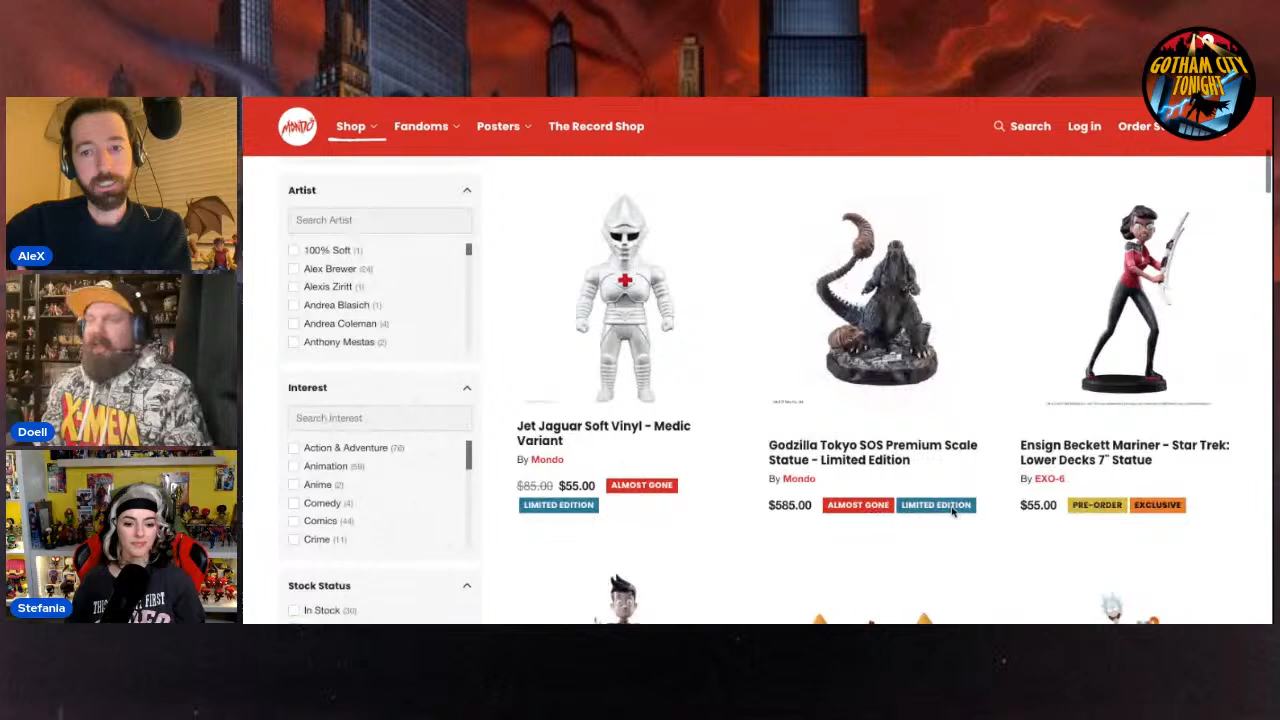 GOTHAM CITY
TONIGHT
MONDO
Shop
Fandoms
Posters
The Record Shop
Search
Log in
Artist
Search Artist
100% Soft (1)
Alex Brewer (24)
Alexis Ziritt (1)
Andrea Blasich (1)
Andrea Coleman (4)
Anthony Mestas (2)
Interest
Search Interest
Action & Adventure (76)
Animation (59)
Anime (2)
Comedy (4)
Comics (44)
Crime (11)
Stock Status
In Stock (30)
Jet Jaguar Soft Vinyl - Medic
Variant
By Mondo
$85.00 $55.00 ALMOST GONE
LIMITED EDITION
Godzilla Tokyo SOS Premium Scale
Statue - Limited Edition
By Mondo
$585.00 ALMOST GONE LIMITED EDITION
Ensign Beckett Mariner - Star Trek:
Lower Decks 7" Statue
By EXO-6
$55.00 PRE-ORDER EXCLUSIVE
AleX
Doell
X-MEN
Stefania